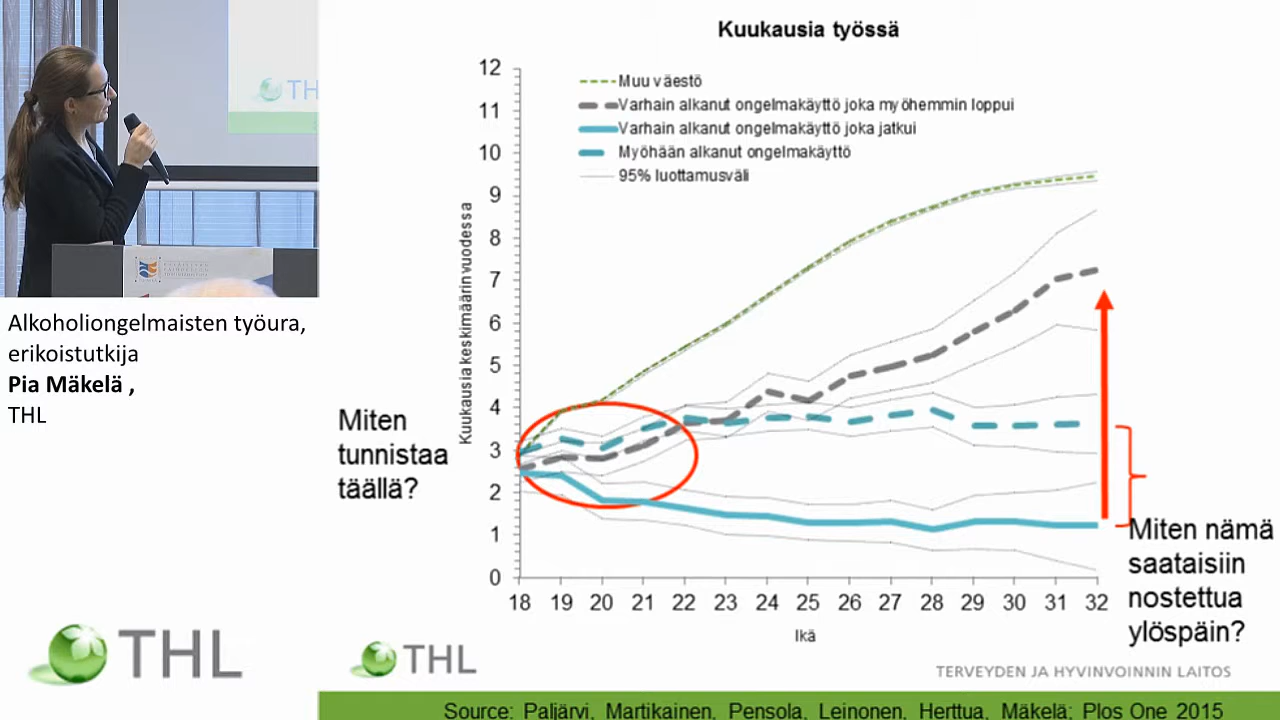 THL
Alkoholiongelmaisten työura,
erikoistutkija
Pia Mäkelä ,
THL
THL
Kuukausia työssä
Muu väestö
Varhain alkanut ongelmakäyttö joka myöhemmin loppui
Varhain alkanut ongelmakäyttö joka jatkui
Myöhään alkanut ongelmakäyttö
95% luottamusväli
Kuukausia keskimäärin vuodessa
12
11
10
9
8
7
6
5
4
3
2
1
0
18 19 20 21 22 23 24 25 26 27 28 29 30 31 32
Ikä
Miten
tunnistaa
täällä?
Miten nämä
saataisiin
nostettua
ylöspäin?
THL
TERVEYDEN JA HYVINVOINNIN LAITOS
Source: Paljärvi, Martikainen, Pensola, Leinonen, Herttua, Mäkelä: Plos One 2015